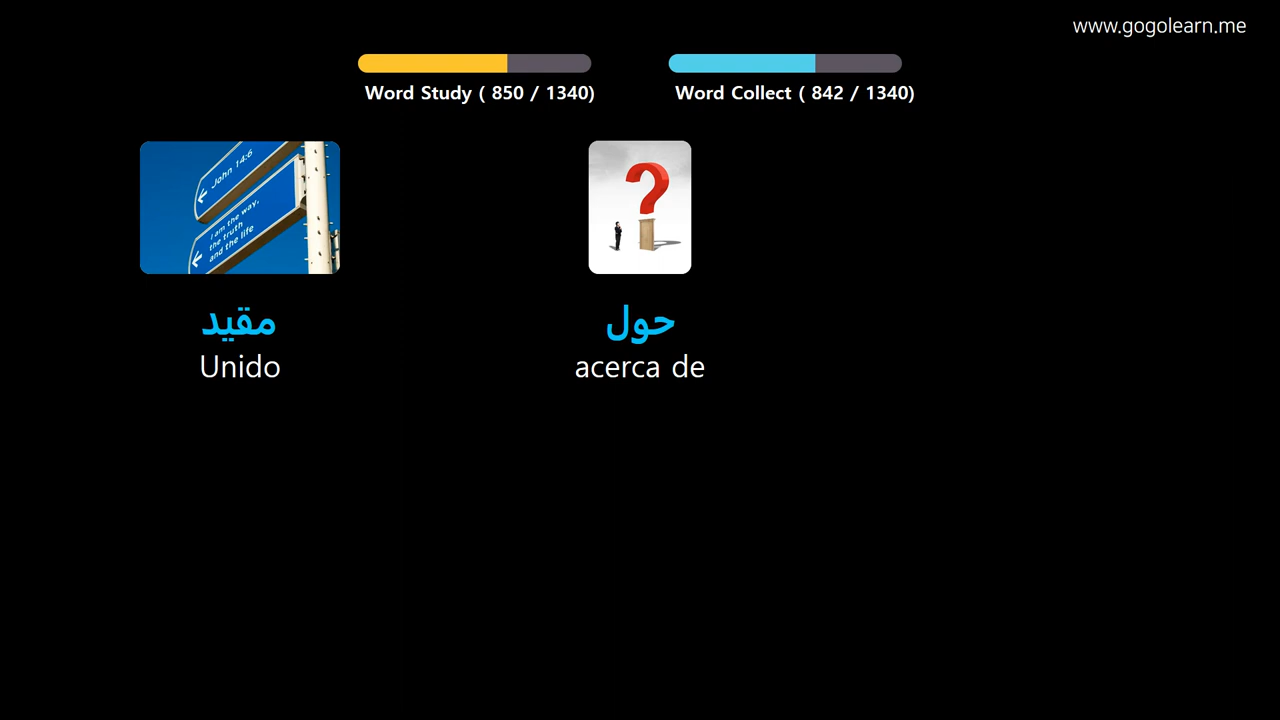 www.gogolearn.me
Word Study ( 850 / 1340)
Word Collect ( 842 / 1340)
John 14:6
I am the way,
the truth
and the life
مقيد
Unido
حول
acerca de